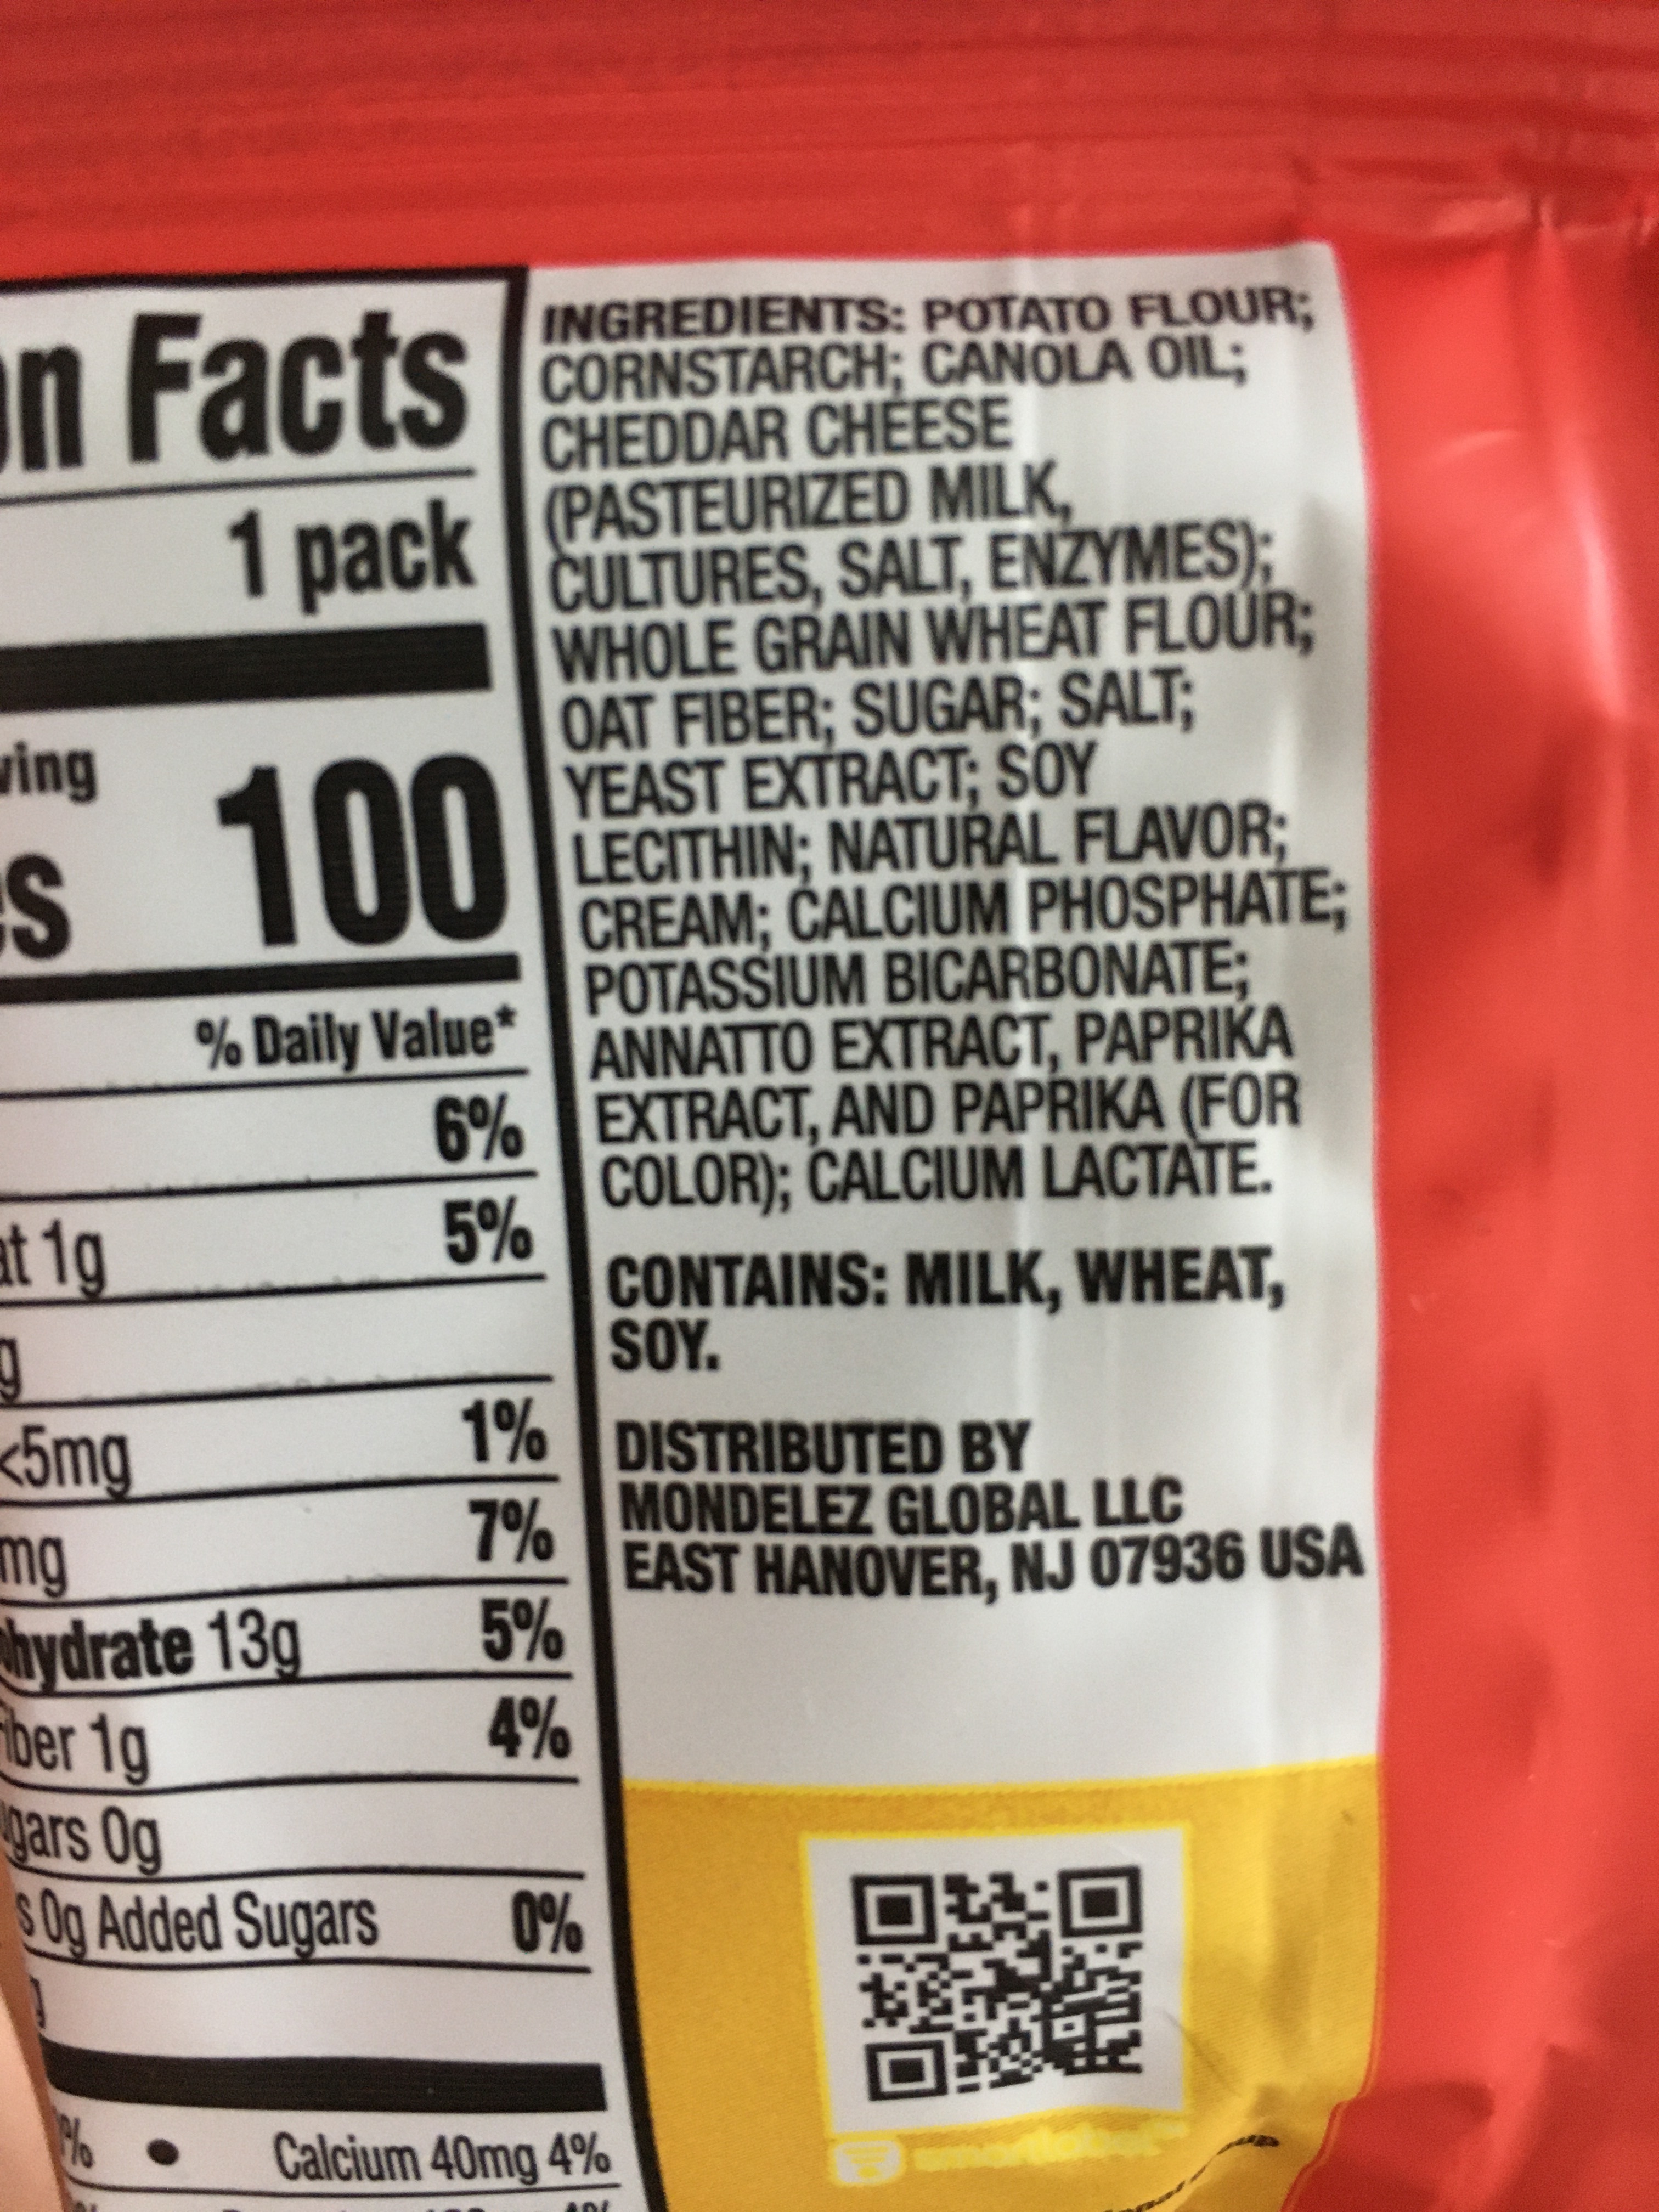 on Facts
1 pack
ving
es 100
% Daily Value*
6%
at 1g 5%
g
<5mg 1%
mg 7%
ohydrate 13g 5%
iber 1g 4%
ugars 0g
s 0g Added Sugars 0%
g
% • Calcium 40mg 4%
INGREDIENTS: POTATO FLOUR;
CORNSTARCH; CANOLA OIL;
CHEDDAR CHEESE
(PASTEURIZED MILK,
CULTURES, SALT, ENZYMES);
WHOLE GRAIN WHEAT FLOUR;
OAT FIBER; SUGAR; SALT;
YEAST EXTRACT; SOY
LECITHIN; NATURAL FLAVOR;
CREAM; CALCIUM PHOSPHATE;
POTASSIUM BICARBONATE;
ANNATTO EXTRACT, PAPRIKA
EXTRACT, AND PAPRIKA (FOR
COLOR); CALCIUM LACTATE.
CONTAINS: MILK, WHEAT,
SOY.
DISTRIBUTED BY
MONDELEZ GLOBAL LLC
EAST HANOVER, NJ 07936 USA